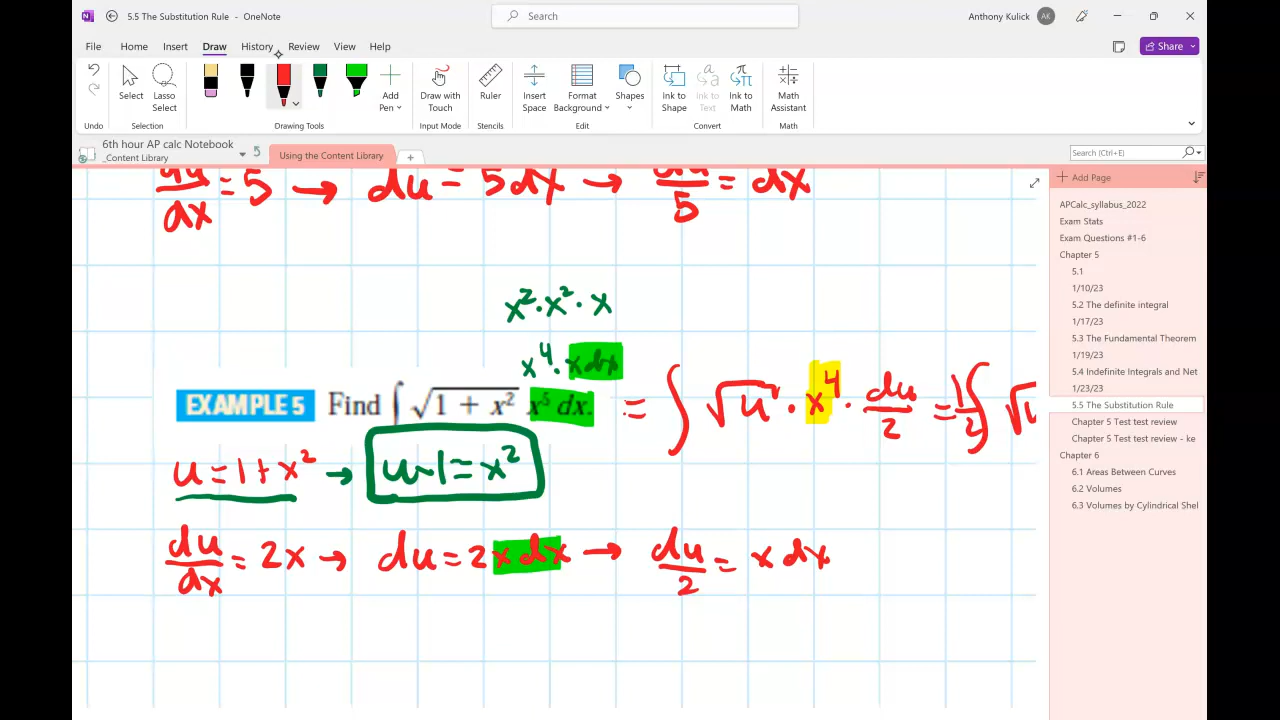 5.5 The Substitution Rule - OneNote
Search
Anthony Kulick
AK
File Home Insert Draw History Review View Help
Share
Undo
Select
Lasso Select
Add Pen
Draw with Touch
Ruler
Insert Space
Format Background
Shapes
Ink to Shape
Ink to Text
Ink to Math
Math Assistant
Selection
Drawing Tools
Input Mode
Stencils
Edit
Convert
Math
6th hour AP calc Notebook
_Content Library
Using the Content Library
+
Search (Ctrl+E)
Add Page
APCalc_syllabus_2022
Exam Stats
Exam Questions #1-6
Chapter 5
5.1
1/10/23
5.2 The definite integral
1/17/23
5.3 The Fundamental Theorem
1/19/23
5.4 Indefinite Integrals and Net
1/23/23
5.5 The Substitution Rule
Chapter 5 Test test review
Chapter 5 Test test review - ke
Chapter 6
6.1 Areas Between Curves
6.2 Volumes
6.3 Volumes by Cylindrical Shel
du/dx = 5 → du = 5dx → du/5 = dx
x² · x² · x
x⁴ · x dx
EXAMPLE 5 Find ∫ √(1 + x²) x⁵ dx. = ∫ √u · x⁴ · du/2 = 1/2 ∫ √u
u = 1 + x² → u - 1 = x²
du/dx = 2x → du = 2x dx → du/2 = x dx